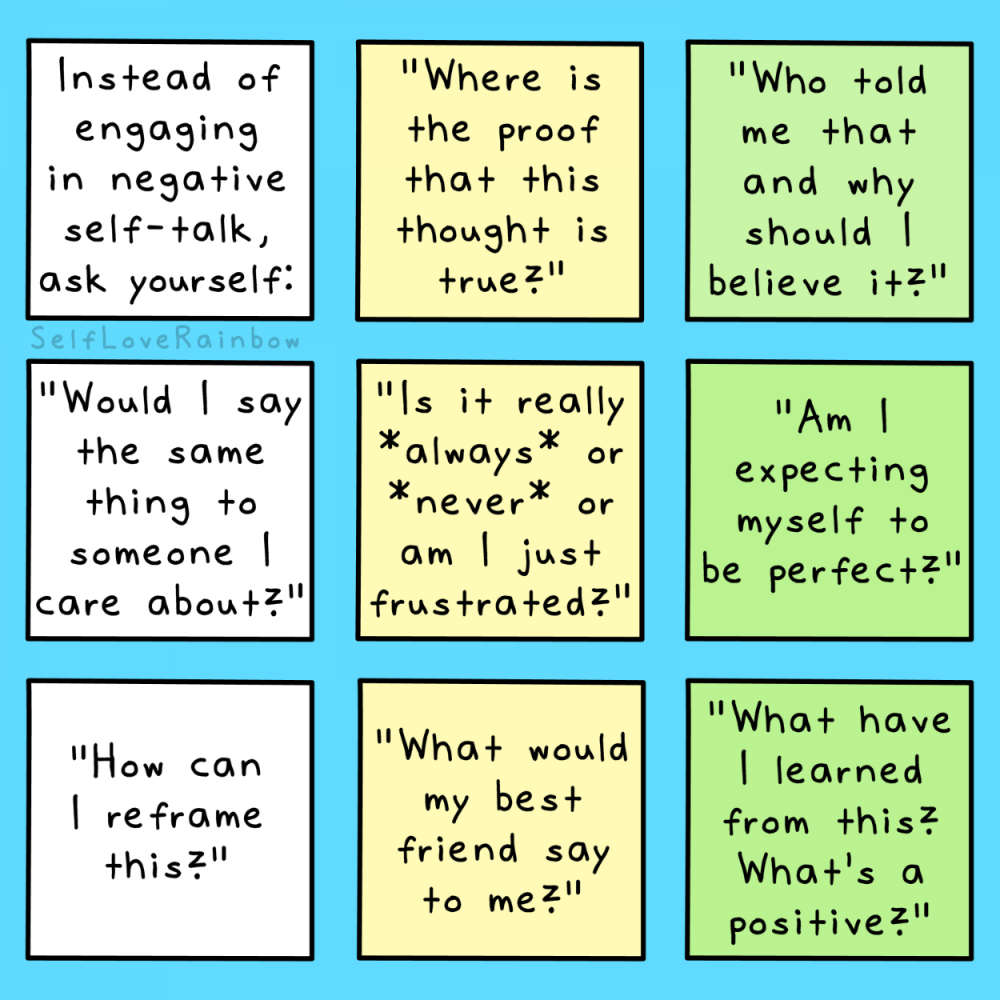 Instead of
engaging
in negative
self-talk,
ask yourself:
"Where is
the proof
that this
thought is
true?"
"Who told
me that
and why
should I
believe it?"
SelfLoveRainbow
"Would I say
the same
thing to
someone I
care about?"
"Is it really
*always* or
*never* or
am I just
frustrated?"
"Am I
expecting
myself to
be perfect?"
"How can
I reframe
this?"
"What would
my best
friend say
to me?"
"What have
I learned
from this?
What's a
positive?"